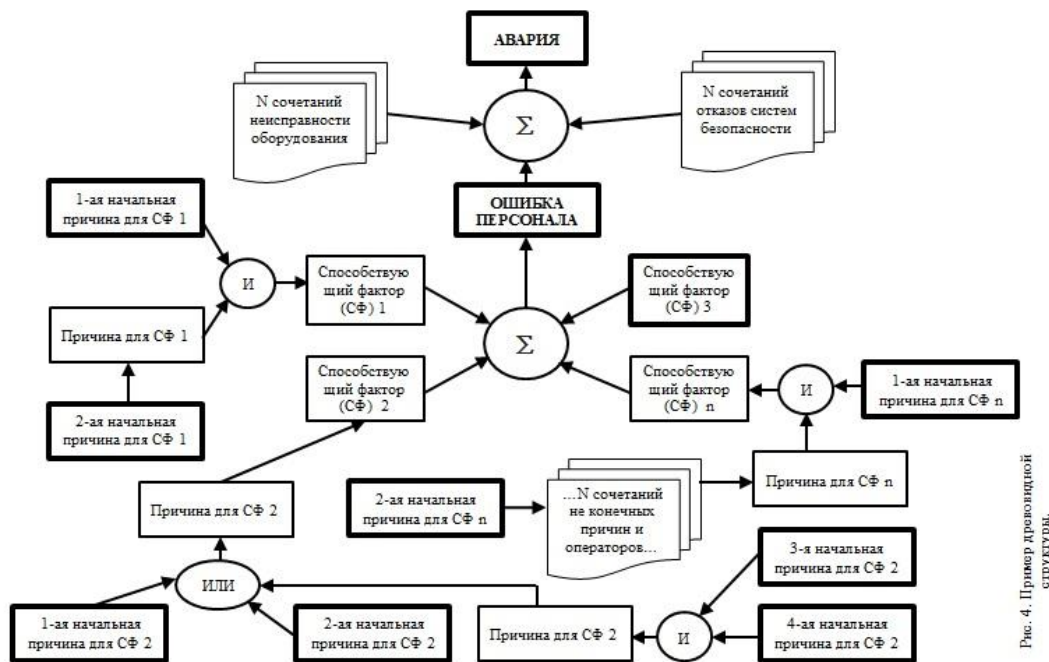 АВАРИЯ
N сочетаний
неисправности
оборудования
Σ
N сочетаний
отказов систем
безопасности
ОШИБКА
ПЕРСОНАЛА
1-ая начальная
причина для СФ 1
И
Способствую
щий фактор
(СФ) 1
Способствую
щий фактор
(СФ) 3
Причина для СФ 1
Σ
2-ая начальная
причина для СФ 1
Способствую
щий фактор
(СФ) 2
Способствую
щий фактор
(СФ) n
И
1-ая начальная
причина для СФ n
Причина для СФ 2
2-ая начальная
причина для СФ n
...N сочетаний
не конечных
причин и
операторов...
Причина для СФ n
ИЛИ
3-я начальная
причина для СФ 2
1-ая начальная
причина для СФ 2
2-ая начальная
причина для СФ 2
Причина для СФ 2
И
4-ая начальная
причина для СФ 2
Рис. 4. Пример древовидной
структуры.